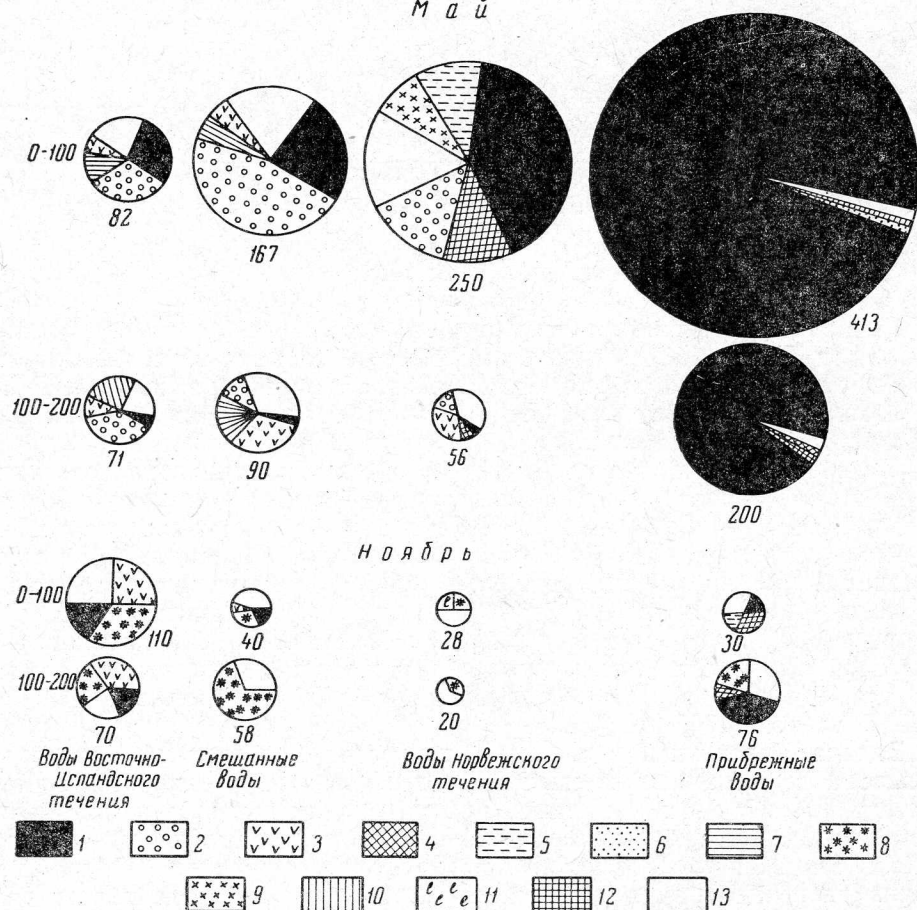 Май
0-100
82
167
250
413
100-200
71
90
56
200
Ноябрь
0-100
110
40
28
30
100-200
70
58
20
76
Воды Восточно-
Исландского
течения
Смешанные
воды
Воды Норвежского
течения
Прибрежные
воды
1 2 3 4 5 6 7 8
9 10 11 12 13